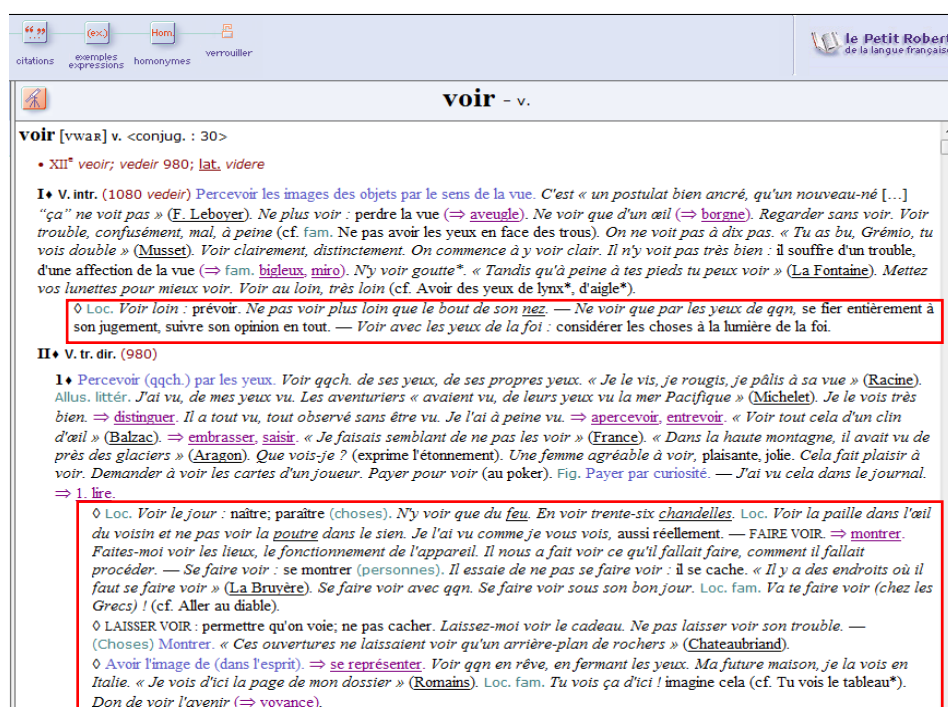 “ ” (ex.) Hom.
citations exemples expressions homonymes verrouiller
le Petit Robert
de la langue française
voir - v.
voir [vwaʀ] v. <conjug. : 30>
• XIIᵉ veoir; vedeir 980; lat. videre
I♦ V. intr. (1080 vedeir) Percevoir les images des objets par le sens de la vue. C'est « un postulat bien ancré, qu'un nouveau-né [...]
“ça” ne voit pas » (F. Leboyer). Ne plus voir : perdre la vue (⇒ aveugle). Ne voir que d'un œil (⇒ borgne). Regarder sans voir. Voir
trouble, confusément, mal, à peine (cf. fam. Ne pas avoir les yeux en face des trous). On ne voit pas à dix pas. « Tu as bu, Grémio, tu
vois double » (Musset). Voir clairement, distinctement. On commence à y voir clair. Il n'y voit pas très bien : il souffre d'un trouble,
d'une affection de la vue (⇒ fam. bigleux, miro). N'y voir goutte*. « Tandis qu'à peine à tes pieds tu peux voir » (La Fontaine). Mettez
vos lunettes pour mieux voir. Voir au loin, très loin (cf. Avoir des yeux de lynx*, d'aigle*).
◊ Loc. Voir loin : prévoir. Ne pas voir plus loin que le bout de son nez. — Ne voir que par les yeux de qqn, se fier entièrement à
son jugement, suivre son opinion en tout. — Voir avec les yeux de la foi : considérer les choses à la lumière de la foi.
II♦ V. tr. dir. (980)
1♦ Percevoir (qqch.) par les yeux. Voir qqch. de ses yeux, de ses propres yeux. « Je le vis, je rougis, je pâlis à sa vue » (Racine).
Allus. littér. J'ai vu, de mes yeux vu. Les aventuriers « avaient vu, de leurs yeux vu la mer Pacifique » (Michelet). Je le vois très
bien. ⇒ distinguer. Il a tout vu, tout observé sans être vu. Je l'ai à peine vu. ⇒ apercevoir, entrevoir. « Voir tout cela d'un clin
d'œil » (Balzac). ⇒ embrasser, saisir. « Je faisais semblant de ne pas les voir » (France). « Dans la haute montagne, il avait vu de
près des glaciers » (Aragon). Que vois-je ? (exprime l'étonnement). Une femme agréable à voir, plaisante, jolie. Cela fait plaisir à
voir. Demander à voir les cartes d'un joueur. Payer pour voir (au poker). Fig. Payer par curiosité. — J'ai vu cela dans le journal.
⇒ 1. lire.
◊ Loc. Voir le jour : naître; paraître (choses). N'y voir que du feu. En voir trente-six chandelles. Loc. Voir la paille dans l'œil
du voisin et ne pas voir la poutre dans le sien. Je l'ai vu comme je vous vois, aussi réellement. — FAIRE VOIR. ⇒ montrer.
Faites-moi voir les lieux, le fonctionnement de l'appareil. Il nous a fait voir ce qu'il fallait faire, comment il fallait
procéder. — Se faire voir : se montrer (personnes). Il essaie de ne pas se faire voir : il se cache. « Il y a des endroits où il
faut se faire voir » (La Bruyère). Se faire voir avec qqn. Se faire voir sous son bon jour. Loc. fam. Va te faire voir (chez les
Grecs) ! (cf. Aller au diable).
◊ LAISSER VOIR : permettre qu'on voie; ne pas cacher. Laissez-moi voir le cadeau. Ne pas laisser voir son trouble. —
(Choses) Montrer. « Ces ouvertures ne laissaient voir qu'un arrière-plan de rochers » (Chateaubriand).
◊ Avoir l'image de (dans l'esprit). ⇒ se représenter. Voir qqn en rêve, en fermant les yeux. Ma future maison, je la vois en
Italie. « Je vois d'ici la page de mon dossier » (Romains). Loc. fam. Tu vois ça d'ici ! imagine cela (cf. Tu vois le tableau*).
Don de voir l'avenir (⇒ voyance).